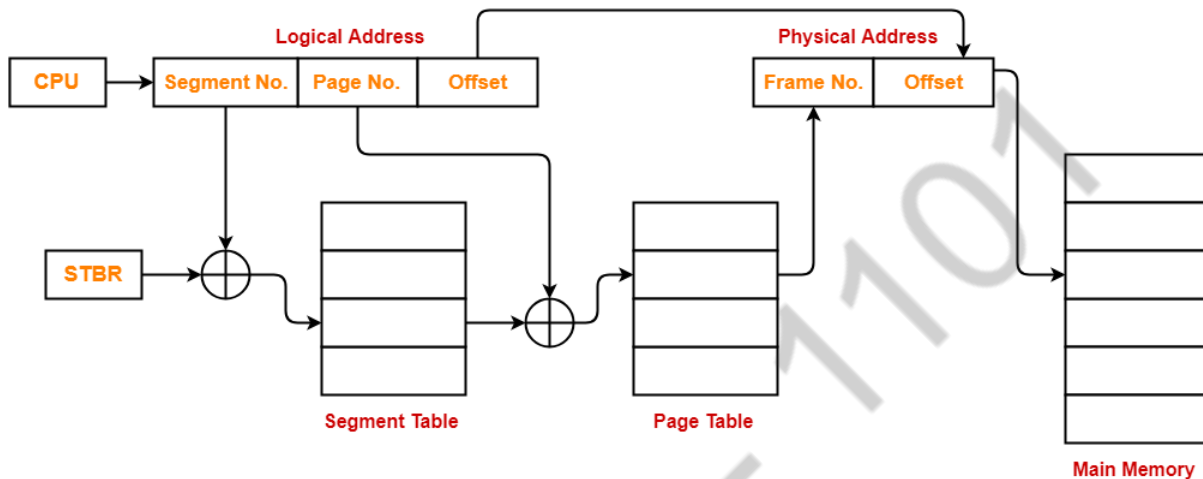 Logical Address
Physical Address
CPU
Segment No.
Page No.
Offset
Frame No.
Offset
STBR
Segment Table
Page Table
Main Memory
1101